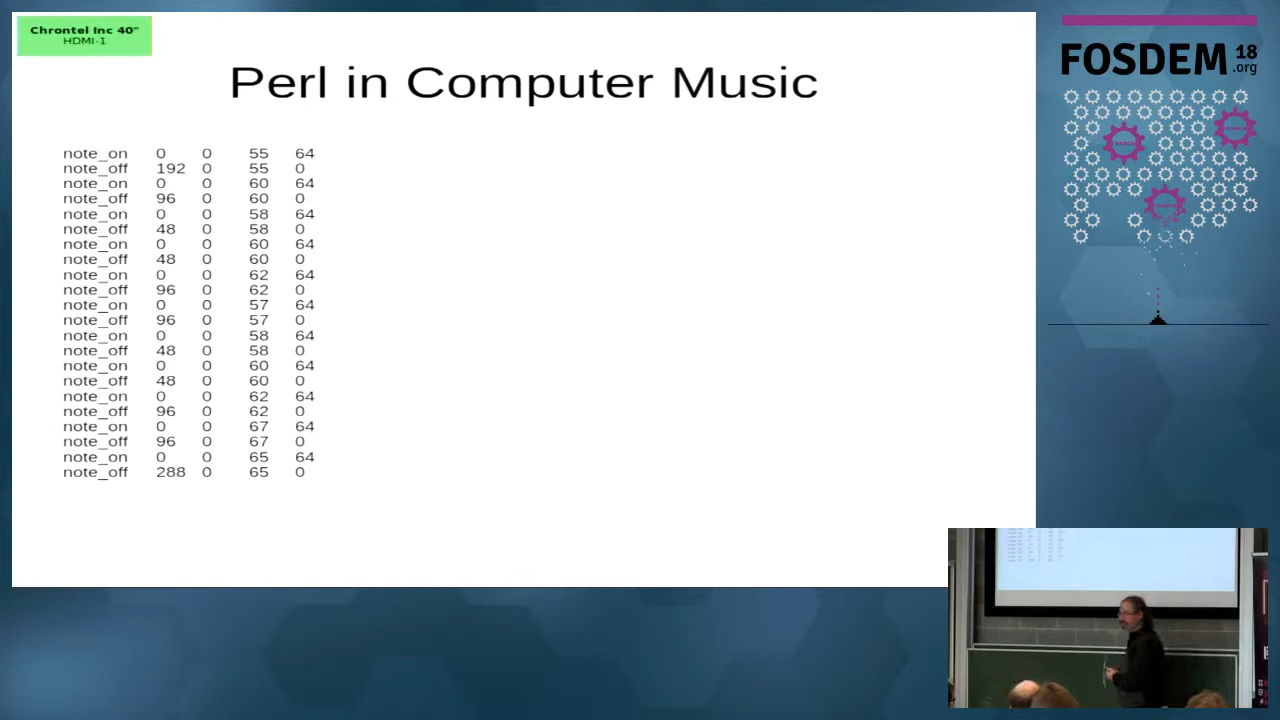 Chrontel Inc 40"
HDMI-1
Perl in Computer Music
note_on 0 0 55 64
note_off 192 0 55 0
note_on 0 0 60 64
note_off 96 0 60 0
note_on 0 0 58 64
note_off 48 0 58 0
note_on 0 0 60 64
note_off 48 0 60 0
note_on 0 0 62 64
note_off 96 0 62 0
note_on 0 0 57 64
note_off 96 0 57 0
note_on 0 0 58 64
note_off 48 0 58 0
note_on 0 0 60 64
note_off 48 0 60 0
note_on 0 0 62 64
note_off 96 0 62 0
note_on 0 0 67 64
note_off 96 0 67 0
note_on 0 0 65 64
note_off 288 0 65 0
FOSDEM 18
.org